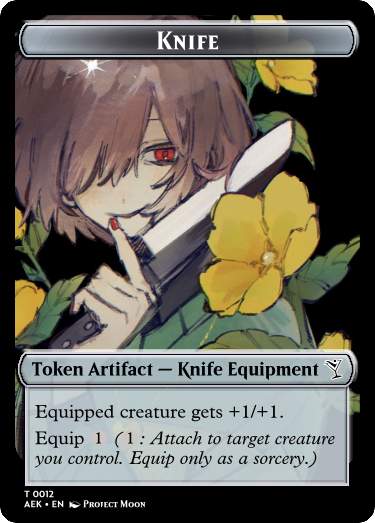 Knife
Token Artifact — Knife Equipment
Equipped creature gets +1/+1.
Equip 1 (1: Attach to target creature
you control. Equip only as a sorcery.)
T 0012
AEK • EN Project Moon